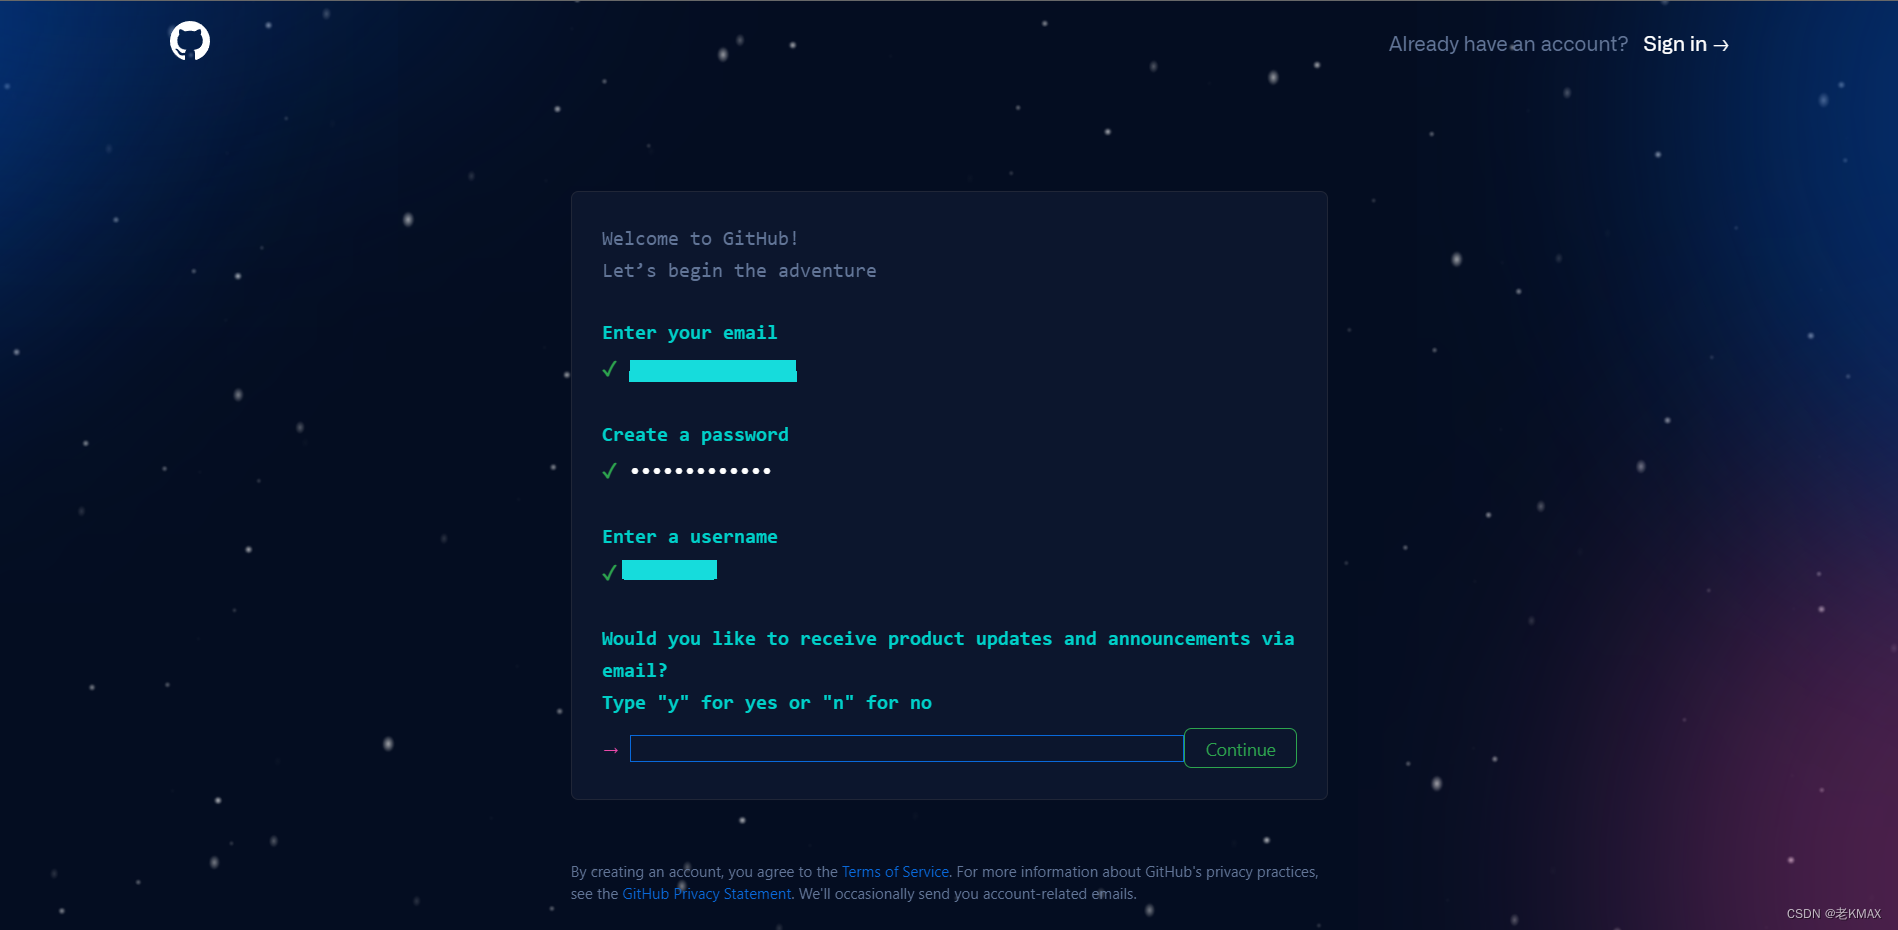 Already have an account? Sign in →
Welcome to GitHub!
Let’s begin the adventure
Enter your email
✓
Create a password
✓ •••••••••••••
Enter a username
✓
Would you like to receive product updates and announcements via
email?
Type "y" for yes or "n" for no
→ Continue
By creating an account, you agree to the Terms of Service. For more information about GitHub's privacy practices,
see the GitHub Privacy Statement. We'll occasionally send you account-related emails.
CSDN @老KMAX